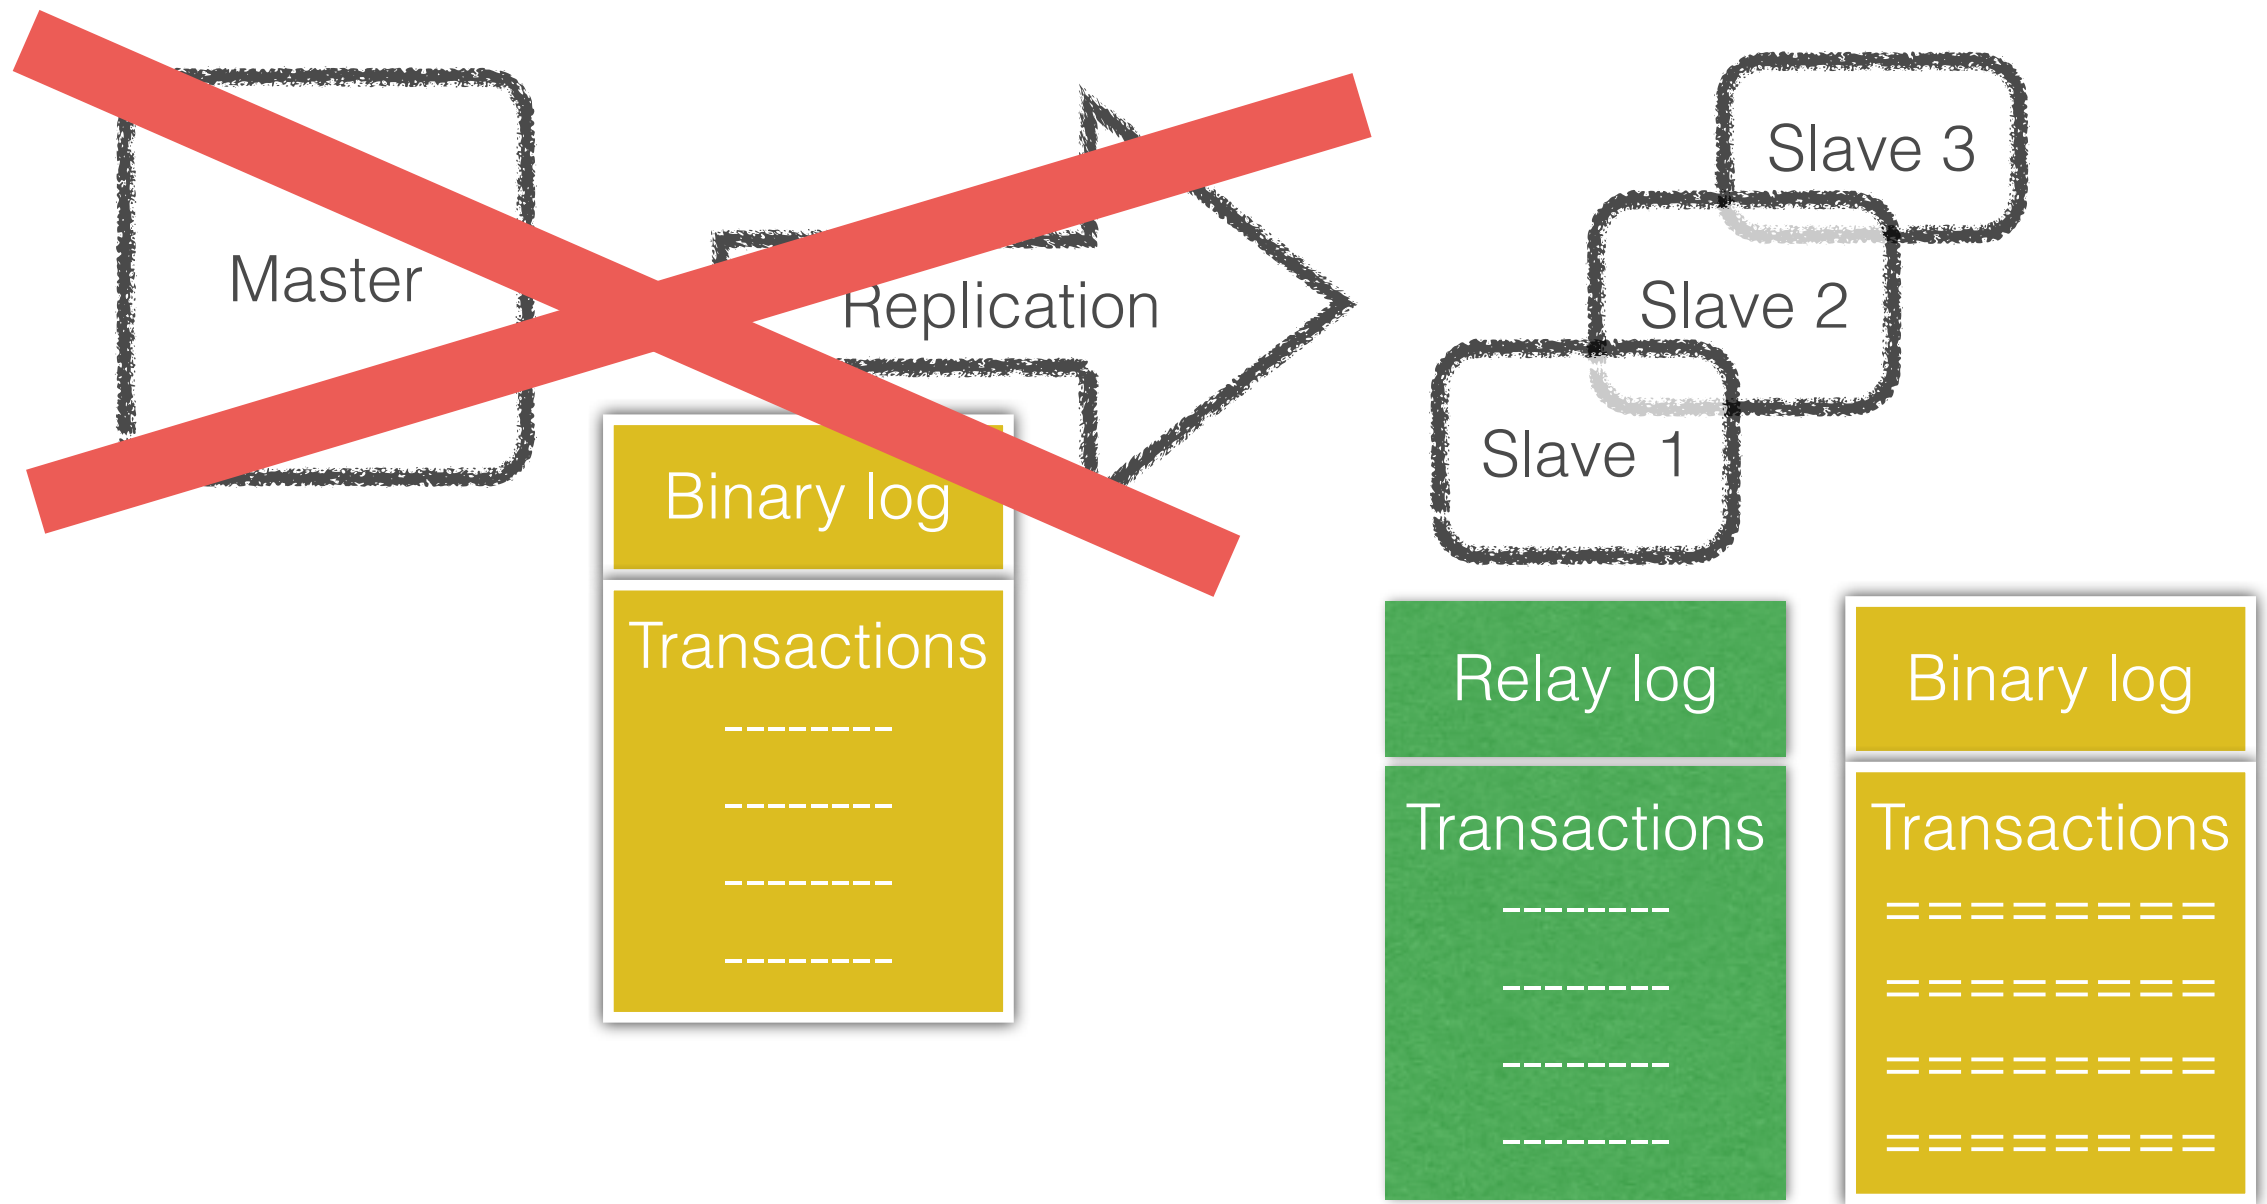 Master
Replication
Slave 3
Slave 2
Slave 1
Binary log
Transactions
--------
--------
--------
--------
Relay log
Transactions
--------
--------
--------
--------
Binary log
Transactions
========
========
========
========